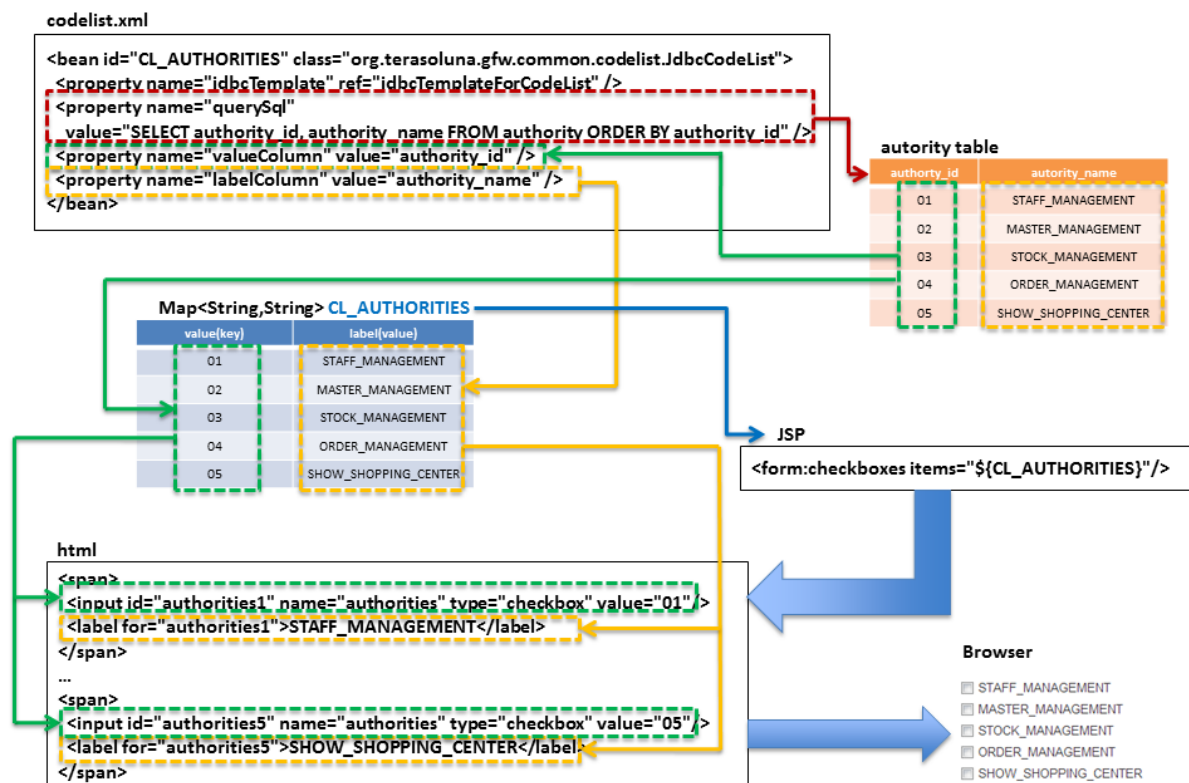 codelist.xml
<bean id="CL_AUTHORITIES" class="org.terasoluna.gfw.common.codelist.JdbcCodeList">
<property name="jdbcTemplate" ref="jdbcTemplateForCodeList" />
<property name="querySql"
value="SELECT authority_id, authority_name FROM authority ORDER BY authority_id" />
<property name="valueColumn" value="authority_id" />
<property name="labelColumn" value="authority_name" />
</bean>
autority table
authorty_id autority_name
01 STAFF_MANAGEMENT
02 MASTER_MANAGEMENT
03 STOCK_MANAGEMENT
04 ORDER_MANAGEMENT
05 SHOW_SHOPPING_CENTER
Map<String,String> CL_AUTHORITIES
value(key) label(value)
01 STAFF_MANAGEMENT
02 MASTER_MANAGEMENT
03 STOCK_MANAGEMENT
04 ORDER_MANAGEMENT
05 SHOW_SHOPPING_CENTER
JSP
<form:checkboxes items="${CL_AUTHORITIES}"/>
html
<span>
<input id="authorities1" name="authorities" type="checkbox" value="01"/>
<label for="authorities1">STAFF_MANAGEMENT</label>
</span>
...
<span>
<input id="authorities5" name="authorities" type="checkbox" value="05"/>
<label for="authorities5">SHOW_SHOPPING_CENTER</label>
</span>
Browser
STAFF_MANAGEMENT
MASTER_MANAGEMENT
STOCK_MANAGEMENT
ORDER_MANAGEMENT
SHOW_SHOPPING_CENTER